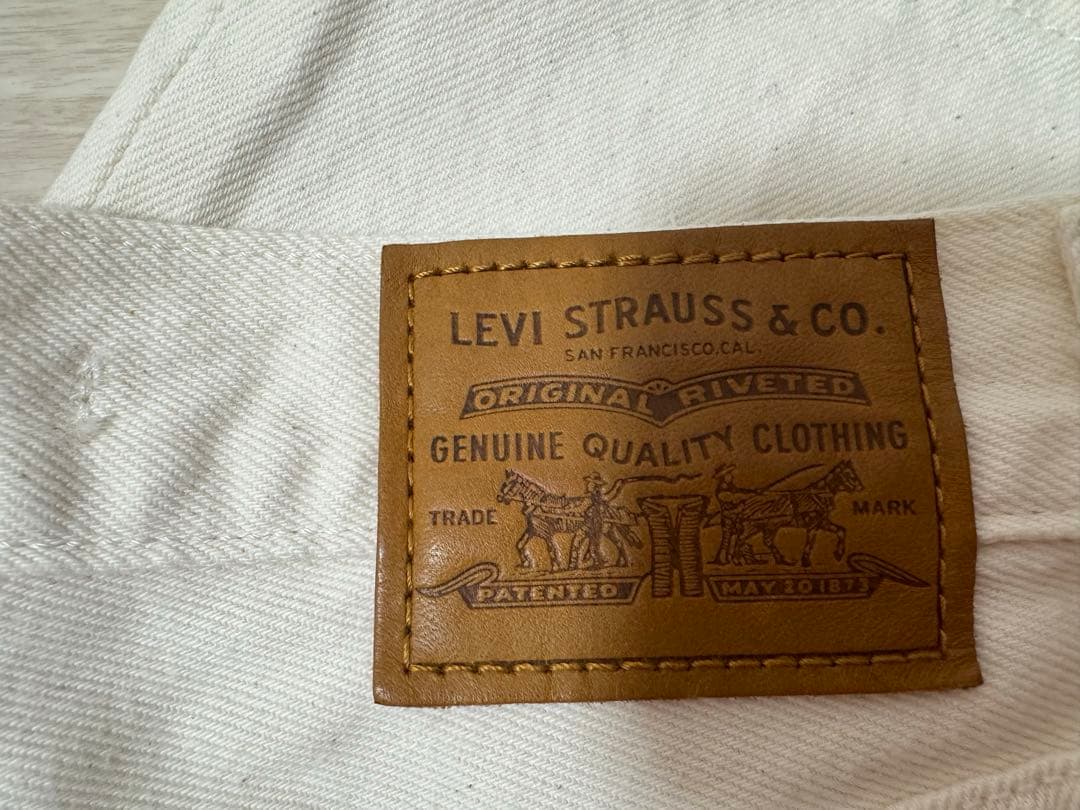 LEVI STRAUSS & CO.
SAN FRANCISCO, CAL.
ORIGINAL RIVETED
GENUINE QUALITY CLOTHING
TRADE MARK
PATENTED MAY 20 1873